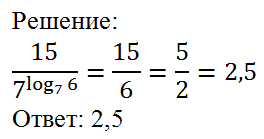 Решение:
15/7^(log₇ 6) = 15/6 = 5/2 = 2,5
Ответ: 2,5